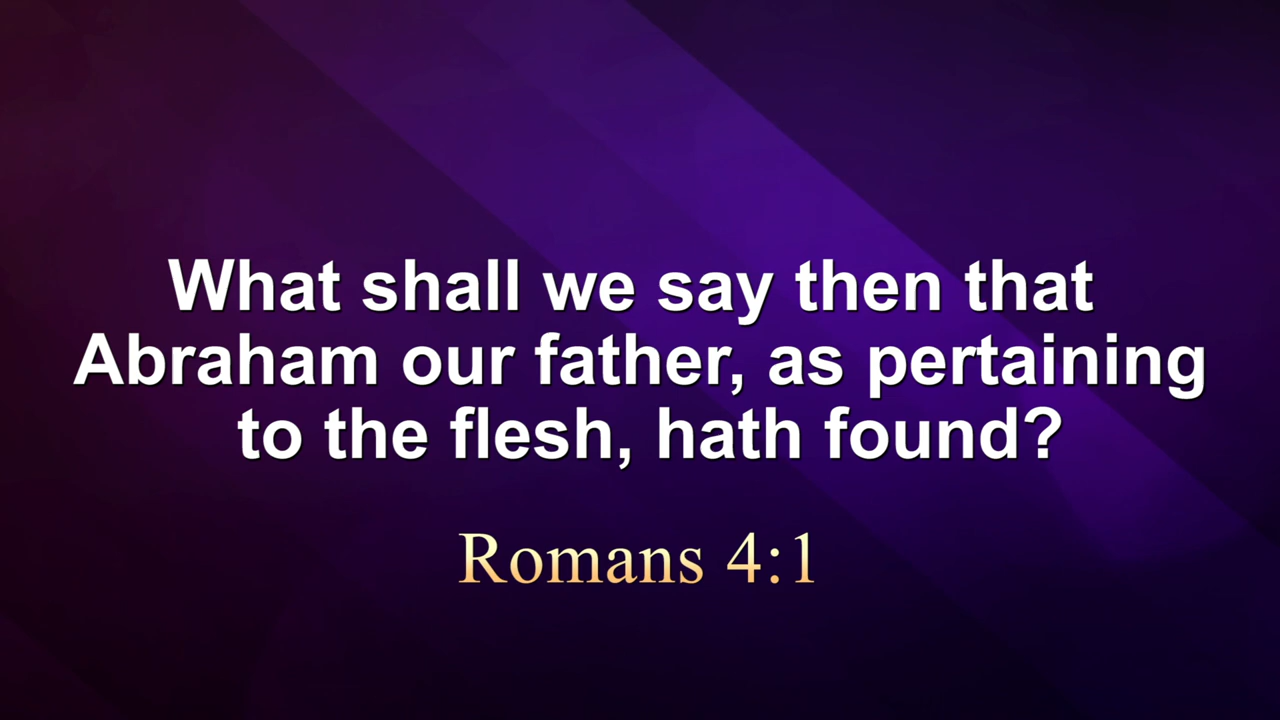 What shall we say then that
Abraham our father, as pertaining
to the flesh, hath found?
Romans 4:1